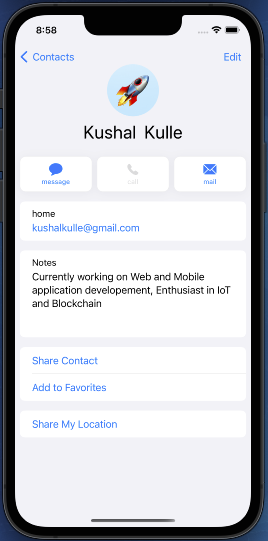 8:58
Contacts
Edit
Kushal Kulle
message
call
mail
home
kushalkulle@gmail.com
Notes
Currently working on Web and Mobile
application developement, Enthusiast in IoT
and Blockchain
Share Contact
Add to Favorites
Share My Location